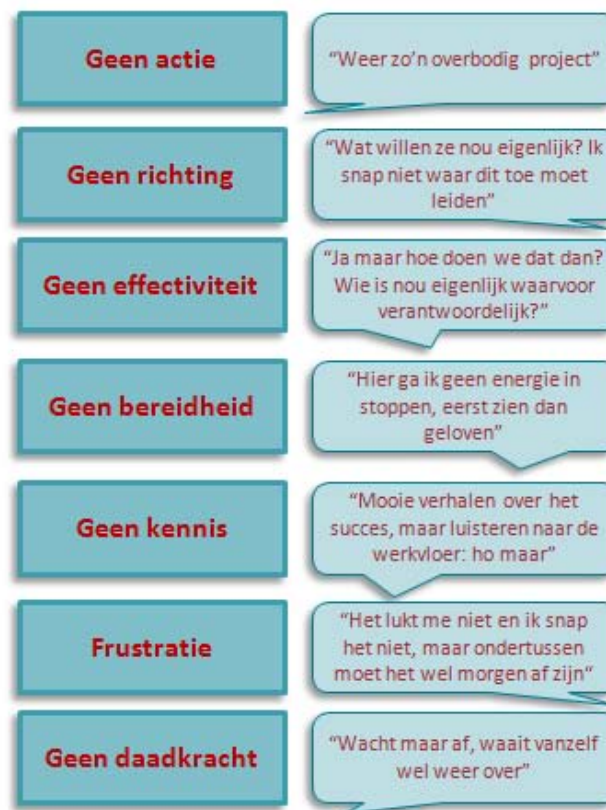 Geen actie
“Weer zo’n overbodig project”
Geen richting
“Wat willen ze nou eigenlijk? Ik
snap niet waar dit toe moet
leiden”
Geen effectiviteit
“Ja maar hoe doen we dat dan?
Wie is nou eigenlijk waarvoor
verantwoordelijk?”
Geen bereidheid
“Hier ga ik geen energie in
stoppen, eerst zien dan
geloven”
Geen kennis
“Mooie verhalen over het
succes, maar luisteren naar de
werkvloer: ho maar”
Frustratie
“Het lukt me niet en ik snap
het niet, maar ondertussen
moet het wel morgen af zijn“
Geen daadkracht
“Wacht maar af, waait vanzelf
wel weer over”